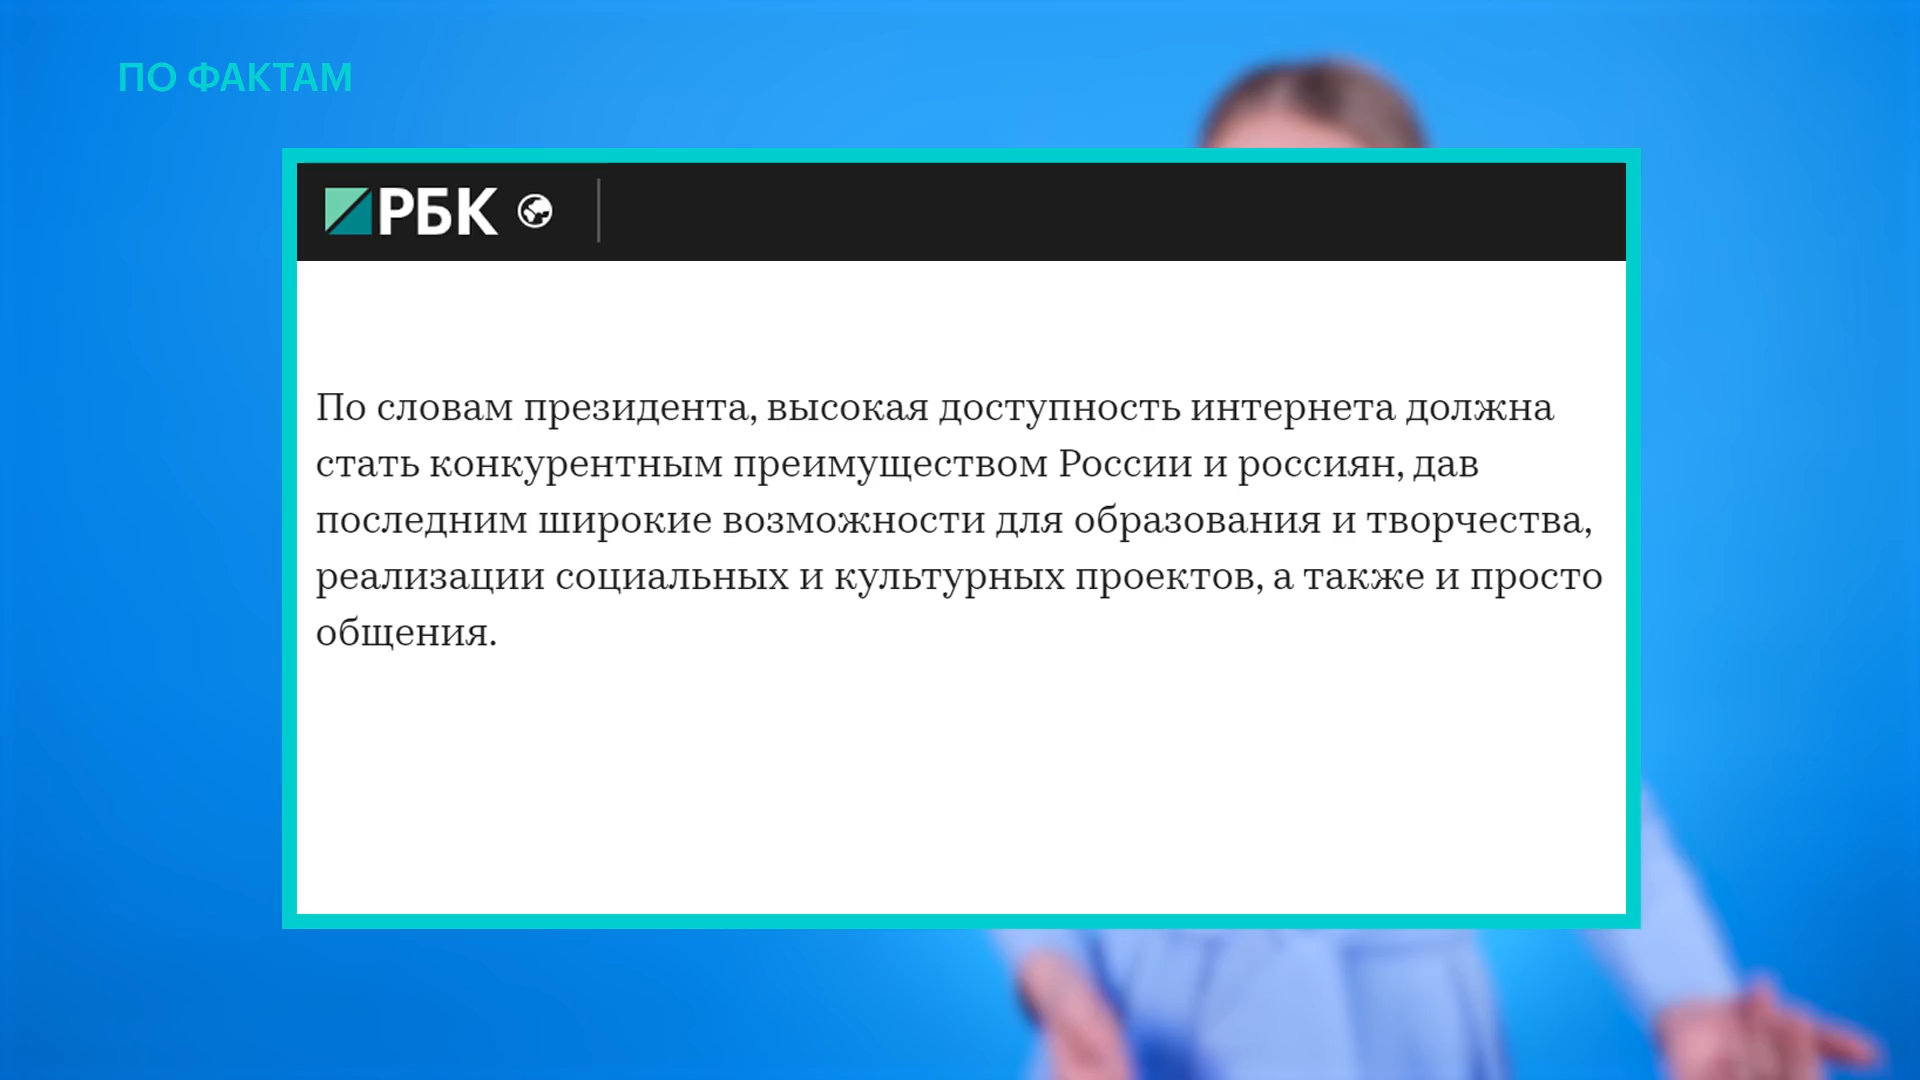 ПО ФАКТАМ
РБК
По словам президента, высокая доступность интернета должна
стать конкурентным преимуществом России и россиян, дав
последним широкие возможности для образования и творчества,
реализации социальных и культурных проектов, а также и просто
общения.